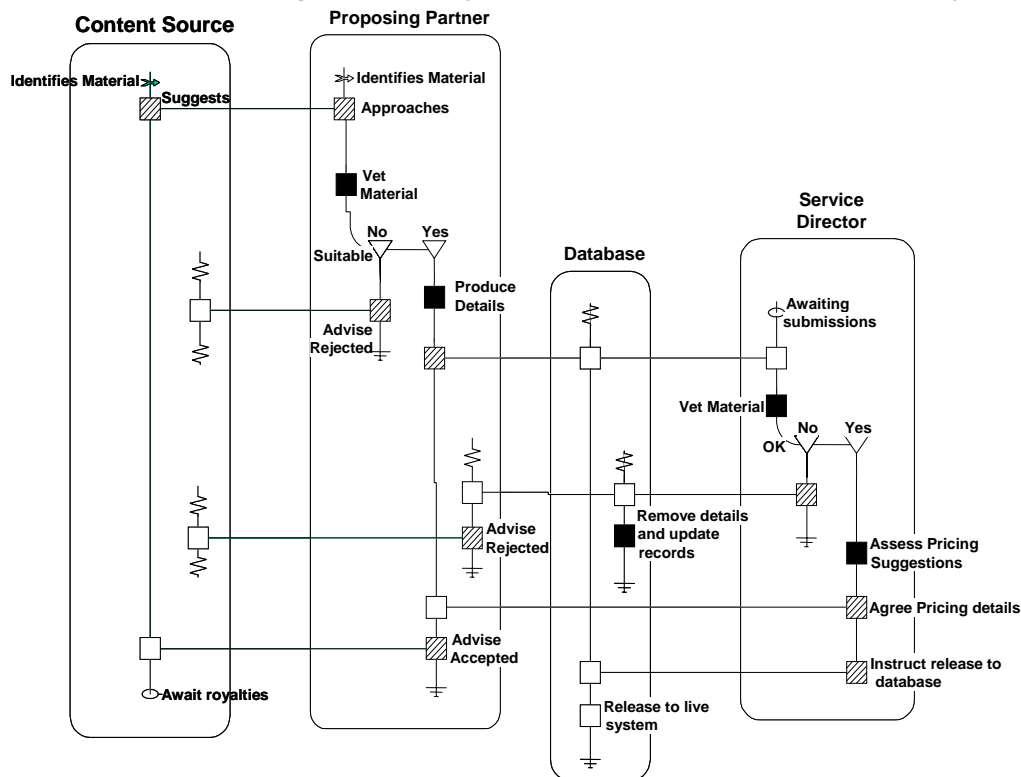 Content Source
Proposing Partner
Identifies Material
Suggests
Identifies Material
Approaches
Vet
Material
No
Yes
Suitable
Produce
Details
Advise
Rejected
Service
Director
Database
Awaiting
submissions
Vet Material
No
Yes
OK
Advise
Rejected
Remove details
and update
records
Assess Pricing
Suggestions
Agree Pricing details
Advise
Accepted
Instruct release to
database
Await royalties
Release to live
system